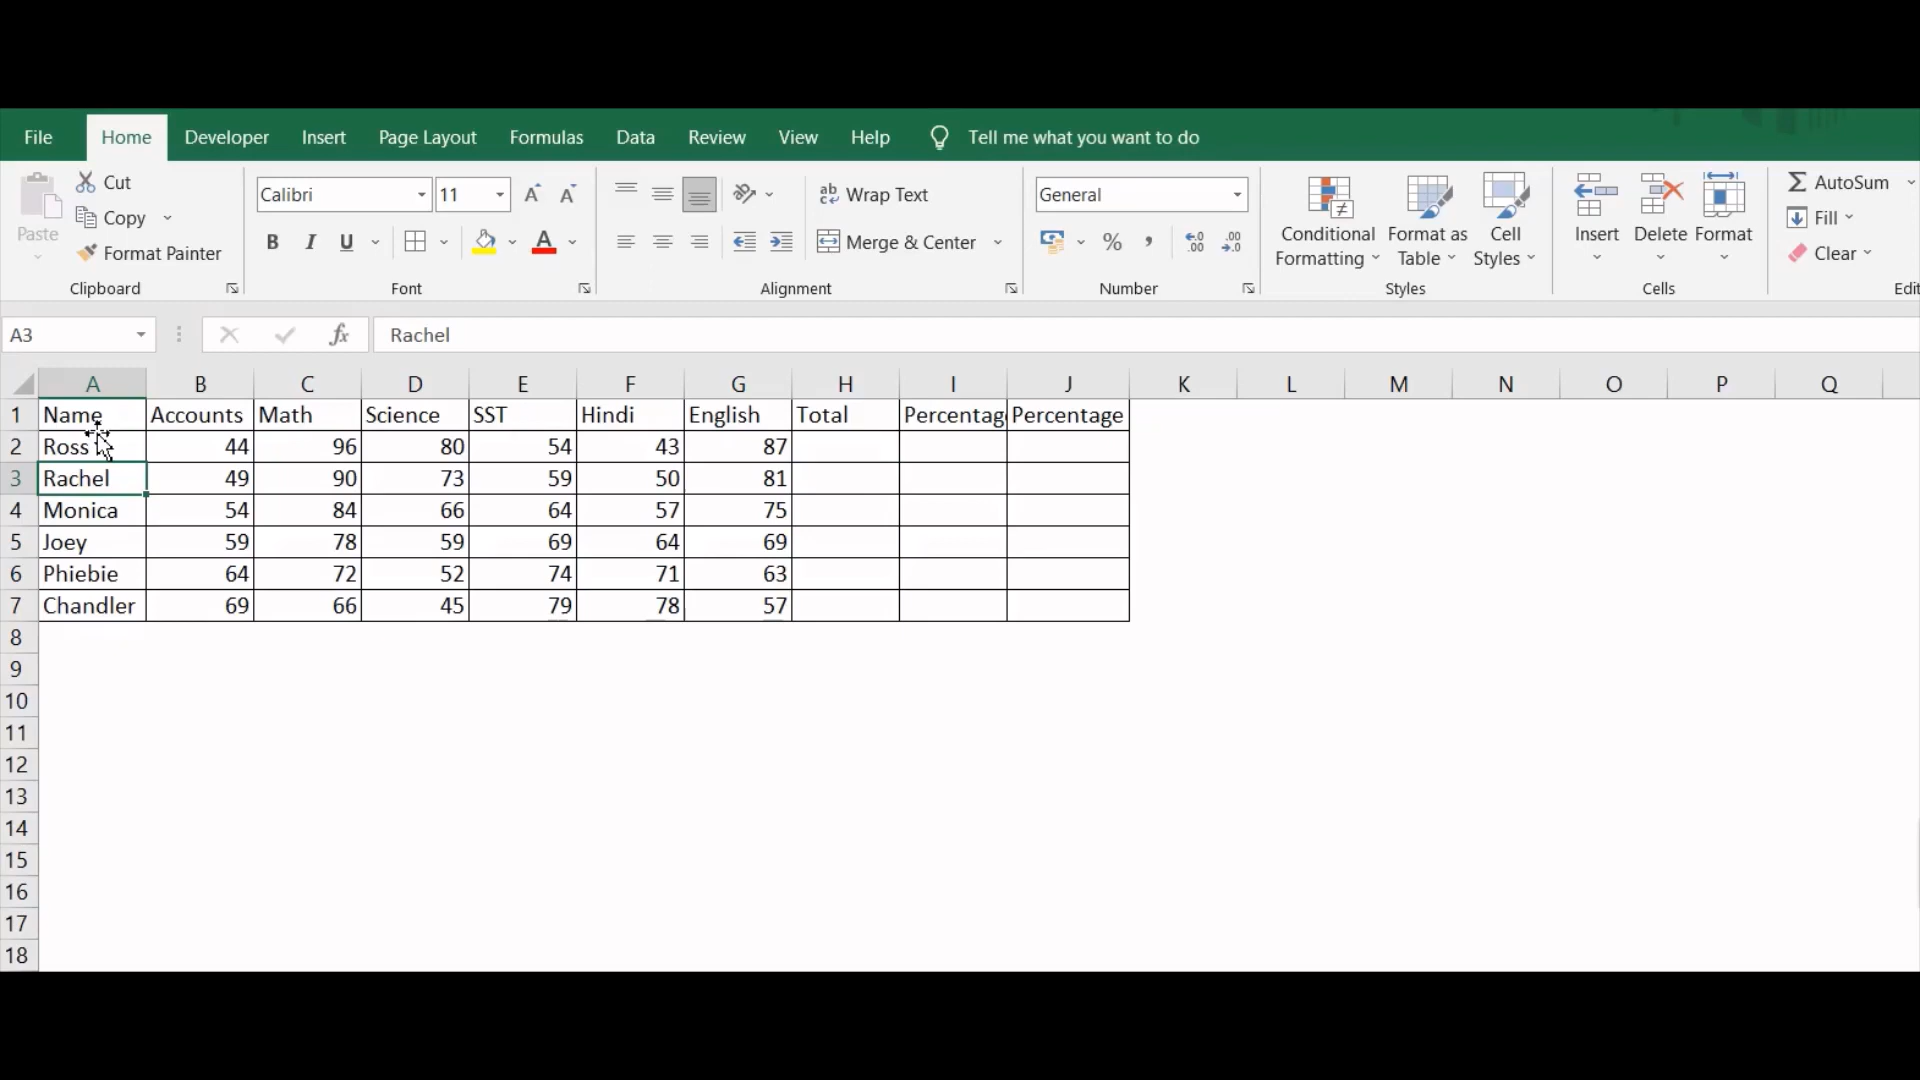 File Home Developer Insert Page Layout Formulas Data Review View Help Tell me what you want to do
Paste
Cut
Copy
Format Painter
Clipboard
Calibri 11
B I U A
Font
Wrap Text
Merge & Center
Alignment
General
% ,
Number
Conditional Formatting
Format as Table
Cell Styles
Styles
Insert Delete Format
Cells
AutoSum
Fill
Clear
Edit
A3 fx Rachel
A B C D E F G H I J K L M N O P Q
1 Name Accounts Math Science SST Hindi English Total Percentag Percentage
2 Ross 44 96 80 54 43 87
3 Rachel 49 90 73 59 50 81
4 Monica 54 84 66 64 57 75
5 Joey 59 78 59 69 64 69
6 Phiebie 64 72 52 74 71 63
7 Chandler 69 66 45 79 78 57
8
9
10
11
12
13
14
15
16
17
18